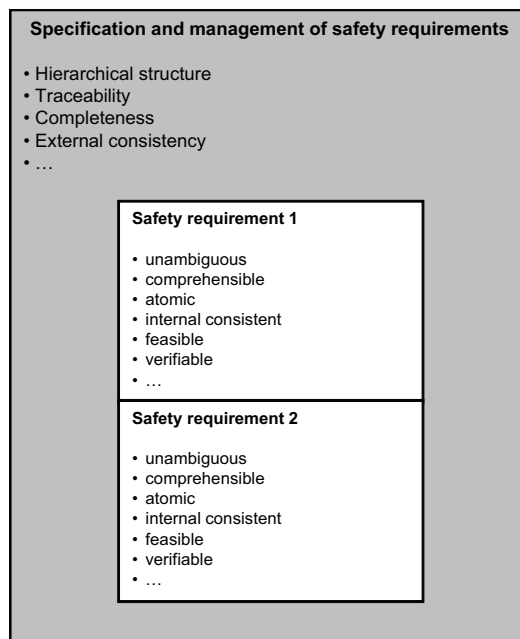 Specification and management of safety requirements
• Hierarchical structure
• Traceability
• Completeness
• External consistency
• …
Safety requirement 1
• unambiguous
• comprehensible
• atomic
• internal consistent
• feasible
• verifiable
• …
Safety requirement 2
• unambiguous
• comprehensible
• atomic
• internal consistent
• feasible
• verifiable
• …